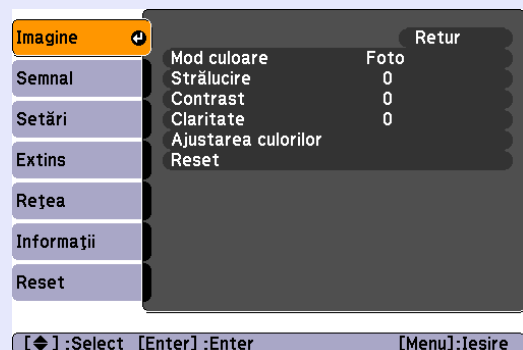 Imagine
Semnal
Setări
Extins
Reţea
Informaţii
Reset
Retur
Mod culoare Foto
Strălucire 0
Contrast 0
Claritate 0
Ajustarea culorilor
Reset
[◆] :Select [Enter] :Enter [Menu]:Iesire